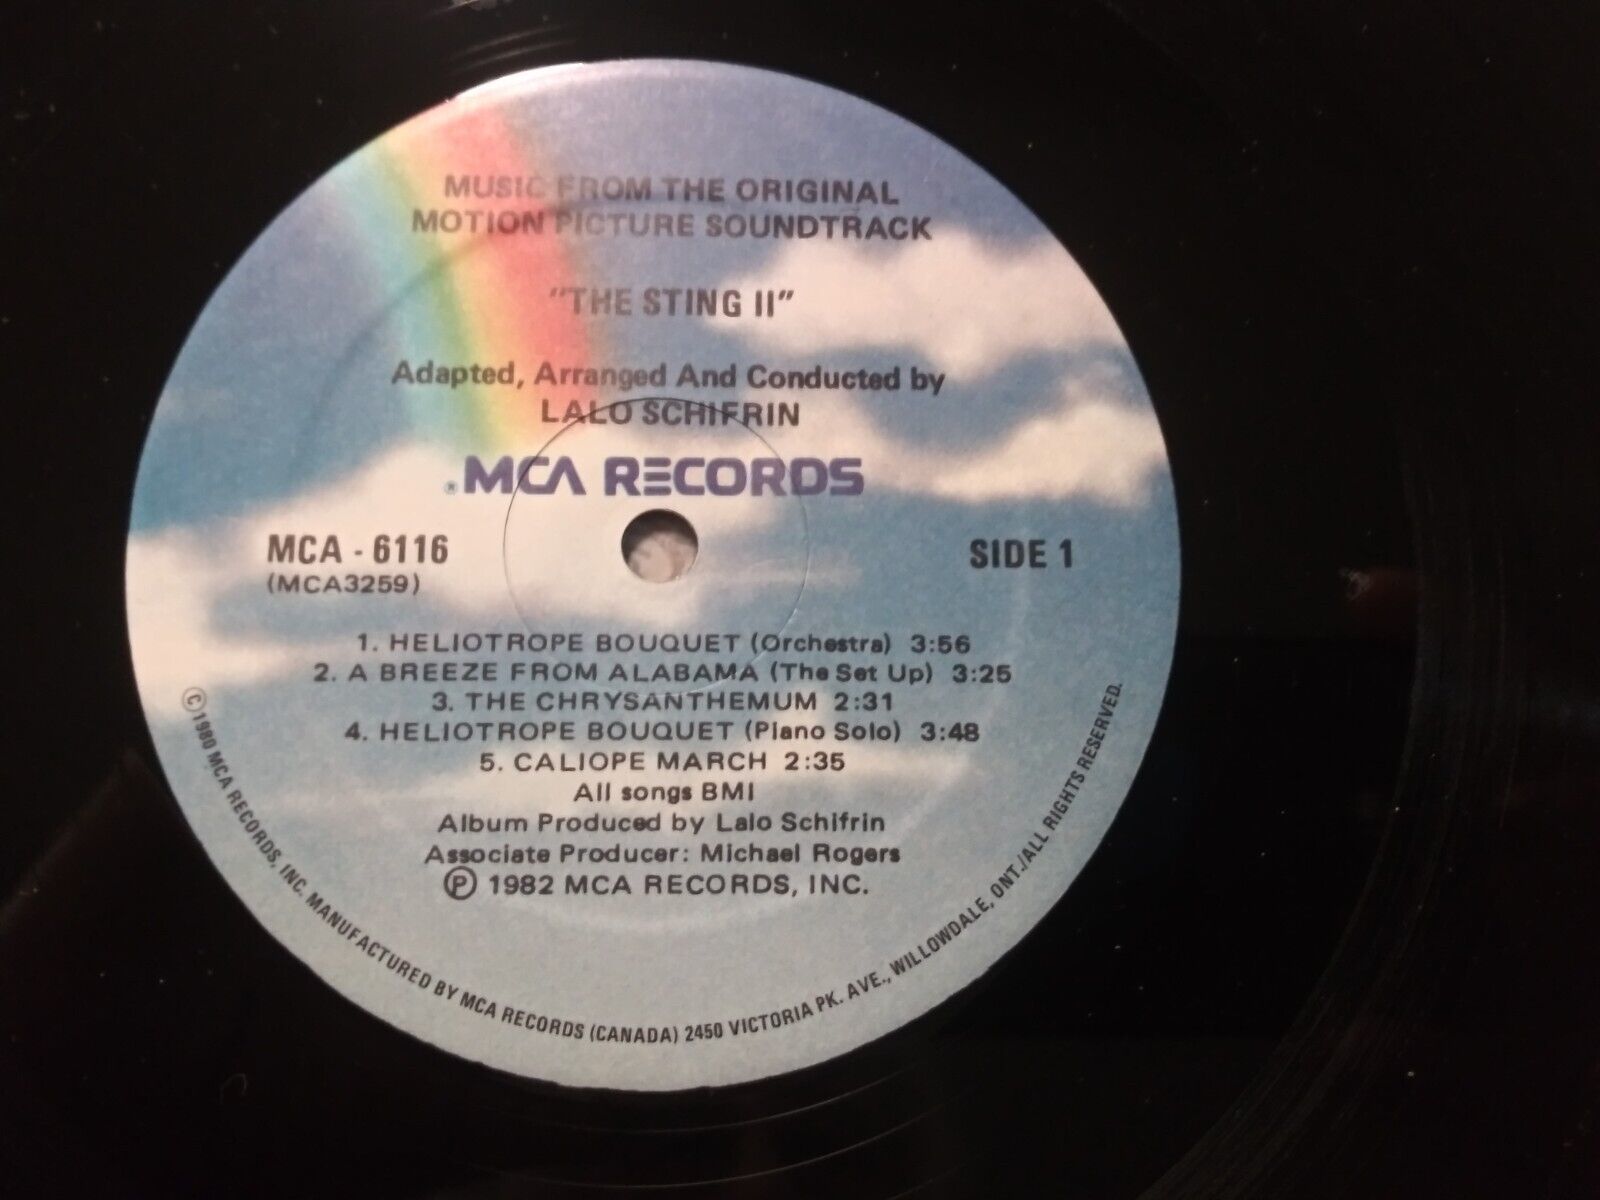 MUSIC FROM THE ORIGINAL
MOTION PICTURE SOUNDTRACK
"THE STING II"
Adapted, Arranged And Conducted by
LALO SCHIFRIN
®MCA RECORDS
MCA - 6116
(MCA3259)
SIDE 1
1. HELIOTROPE BOUQUET (Orchestra) 3:56
2. A BREEZE FROM ALABAMA (The Set Up) 3:25
3. THE CHRYSANTHEMUM 2:31
4. HELIOTROPE BOUQUET (Piano Solo) 3:48
5. CALIOPE MARCH 2:35
All songs BMI
Album Produced by Lalo Schifrin
Associate Producer: Michael Rogers
℗ 1982 MCA RECORDS, INC.
©1980 MCA RECORDS, INC. MANUFACTURED BY MCA RECORDS (CANADA) 2450 VICTORIA PK. AVE., WILLOWDALE, ONT./ALL RIGHTS RESERVED.